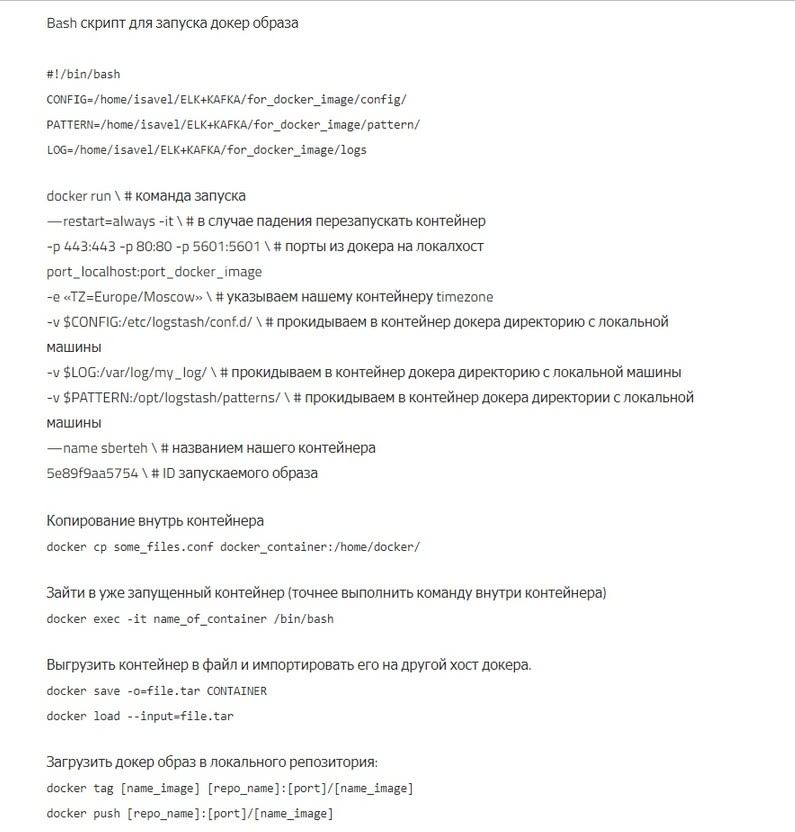 Bash скрипт для запуска докер образа
#!/bin/bash
CONFIG=/home/isavel/ELK+KAFKA/for_docker_image/config/
PATTERN=/home/isavel/ELK+KAFKA/for_docker_image/pattern/
LOG=/home/isavel/ELK+KAFKA/for_docker_image/logs
docker run \ # команда запуска
—restart=always -it \ # в случае падения перезапускать контейнер
-p 443:443 -p 80:80 -p 5601:5601 \ # порты из докера на локалхост
port_localhost:port_docker_image
-e «TZ=Europe/Moscow» \ # указываем нашему контейнеру timezone
-v $CONFIG:/etc/logstash/conf.d/ \ # прокидываем в контейнер докера директорию с локальной
машины
-v $LOG:/var/log/my_log/ \ # прокидываем в контейнер докера директорию с локальной машины
-v $PATTERN:/opt/logstash/patterns/ \ # прокидываем в контейнер докера директории с локальной
машины
—name sberteh \ # названием нашего контейнера
5e89f9aa5754 \ # ID запускаемого образа
Копирование внутрь контейнера
docker cp some_files.conf docker_container:/home/docker/
Зайти в уже запущенный контейнер (точнее выполнить команду внутри контейнера)
docker exec -it name_of_container /bin/bash
Выгрузить контейнер в файл и импортировать его на другой хост докера.
docker save -o=file.tar CONTAINER
docker load --input=file.tar
Загрузить докер образ в локального репозитория:
docker tag [name_image] [repo_name]:[port]/[name_image]
docker push [repo_name]:[port]/[name_image]